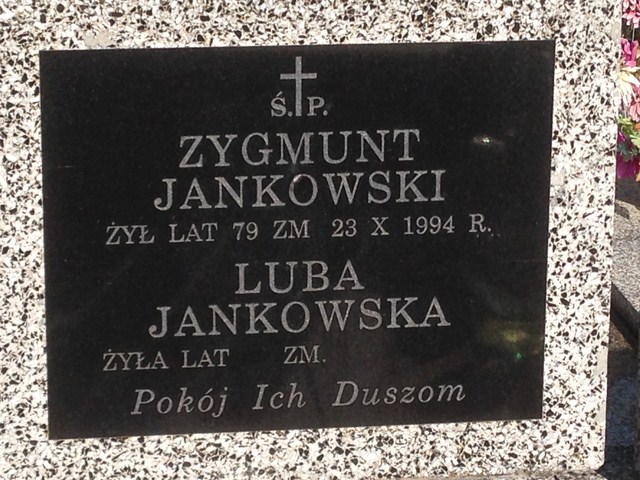 Ś. P.
ZYGMUNT
JANKOWSKI
ŻYŁ LAT 79 ZM 23 X 1994 R.
LUBA
JANKOWSKA
ŻYŁA LAT ZM.
Pokój Ich Duszom